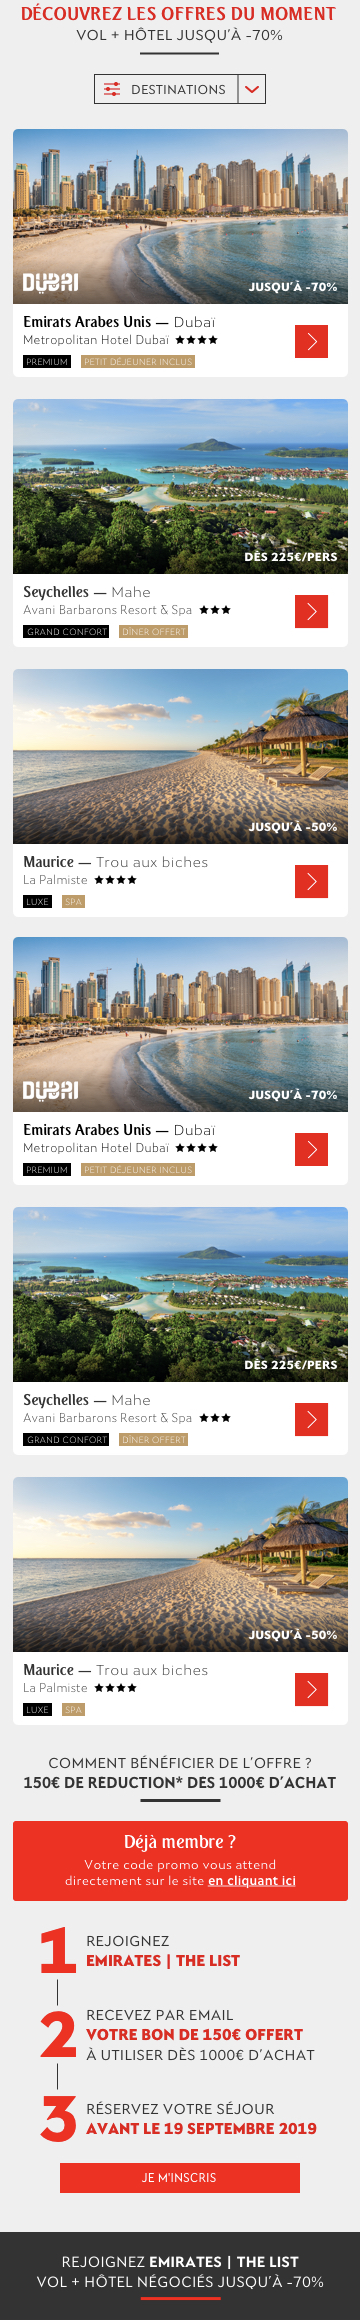 DÉCOUVREZ LES OFFRES DU MOMENT
VOL + HÔTEL JUSQU'À -70%
DESTINATIONS
DUBAI
JUSQU'À -70%
Emirats Arabes Unis — Dubaï
Metropolitan Hotel Dubaï ★★★★
PREMIUM PETIT DÉJEUNER INCLUS
DÈS 225€/PERS
Seychelles — Mahe
Avani Barbarons Resort & Spa ★★★
GRAND CONFORT DÎNER OFFERT
JUSQU'À -50%
Maurice — Trou aux biches
La Palmiste ★★★★
LUXE SPA
DUBAI
JUSQU'À -70%
Emirats Arabes Unis — Dubaï
Metropolitan Hotel Dubaï ★★★★
PREMIUM PETIT DÉJEUNER INCLUS
DÈS 225€/PERS
Seychelles — Mahe
Avani Barbarons Resort & Spa ★★★
GRAND CONFORT DÎNER OFFERT
JUSQU'À -50%
Maurice — Trou aux biches
La Palmiste ★★★★
LUXE SPA
COMMENT BÉNÉFICIER DE L'OFFRE ?
150€ DE REDUCTION* DES 1000€ D'ACHAT
Déjà membre ?
Votre code promo vous attend
directement sur le site en cliquant ici
1 REJOIGNEZ
EMIRATES | THE LIST
2 RECEVEZ PAR EMAIL
VOTRE BON DE 150€ OFFERT
À UTILISER DÈS 1000€ D'ACHAT
3 RÉSERVEZ VOTRE SÉJOUR
AVANT LE 19 SEPTEMBRE 2019
JE M'INSCRIS
REJOIGNEZ EMIRATES | THE LIST
VOL + HÔTEL NÉGOCIÉS JUSQU'À -70%